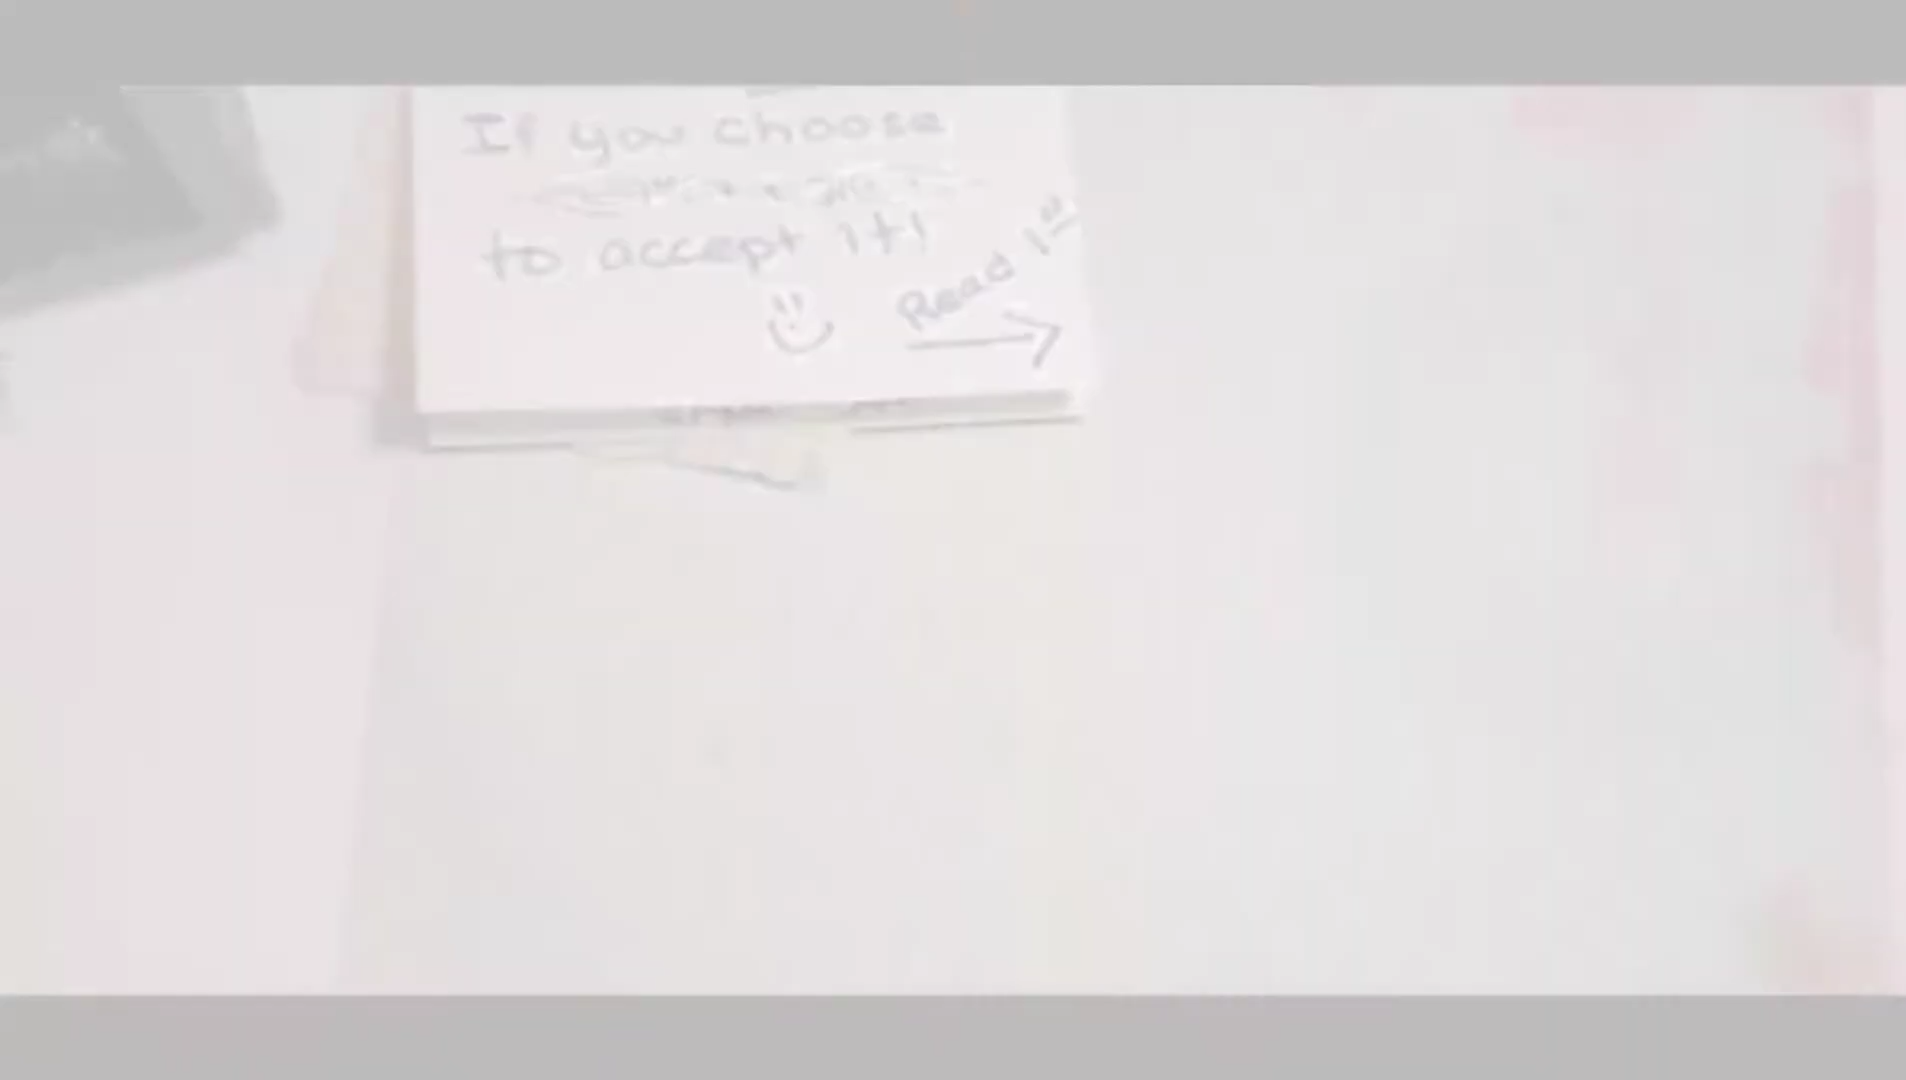 If you choose
to accept it!
Read 1st